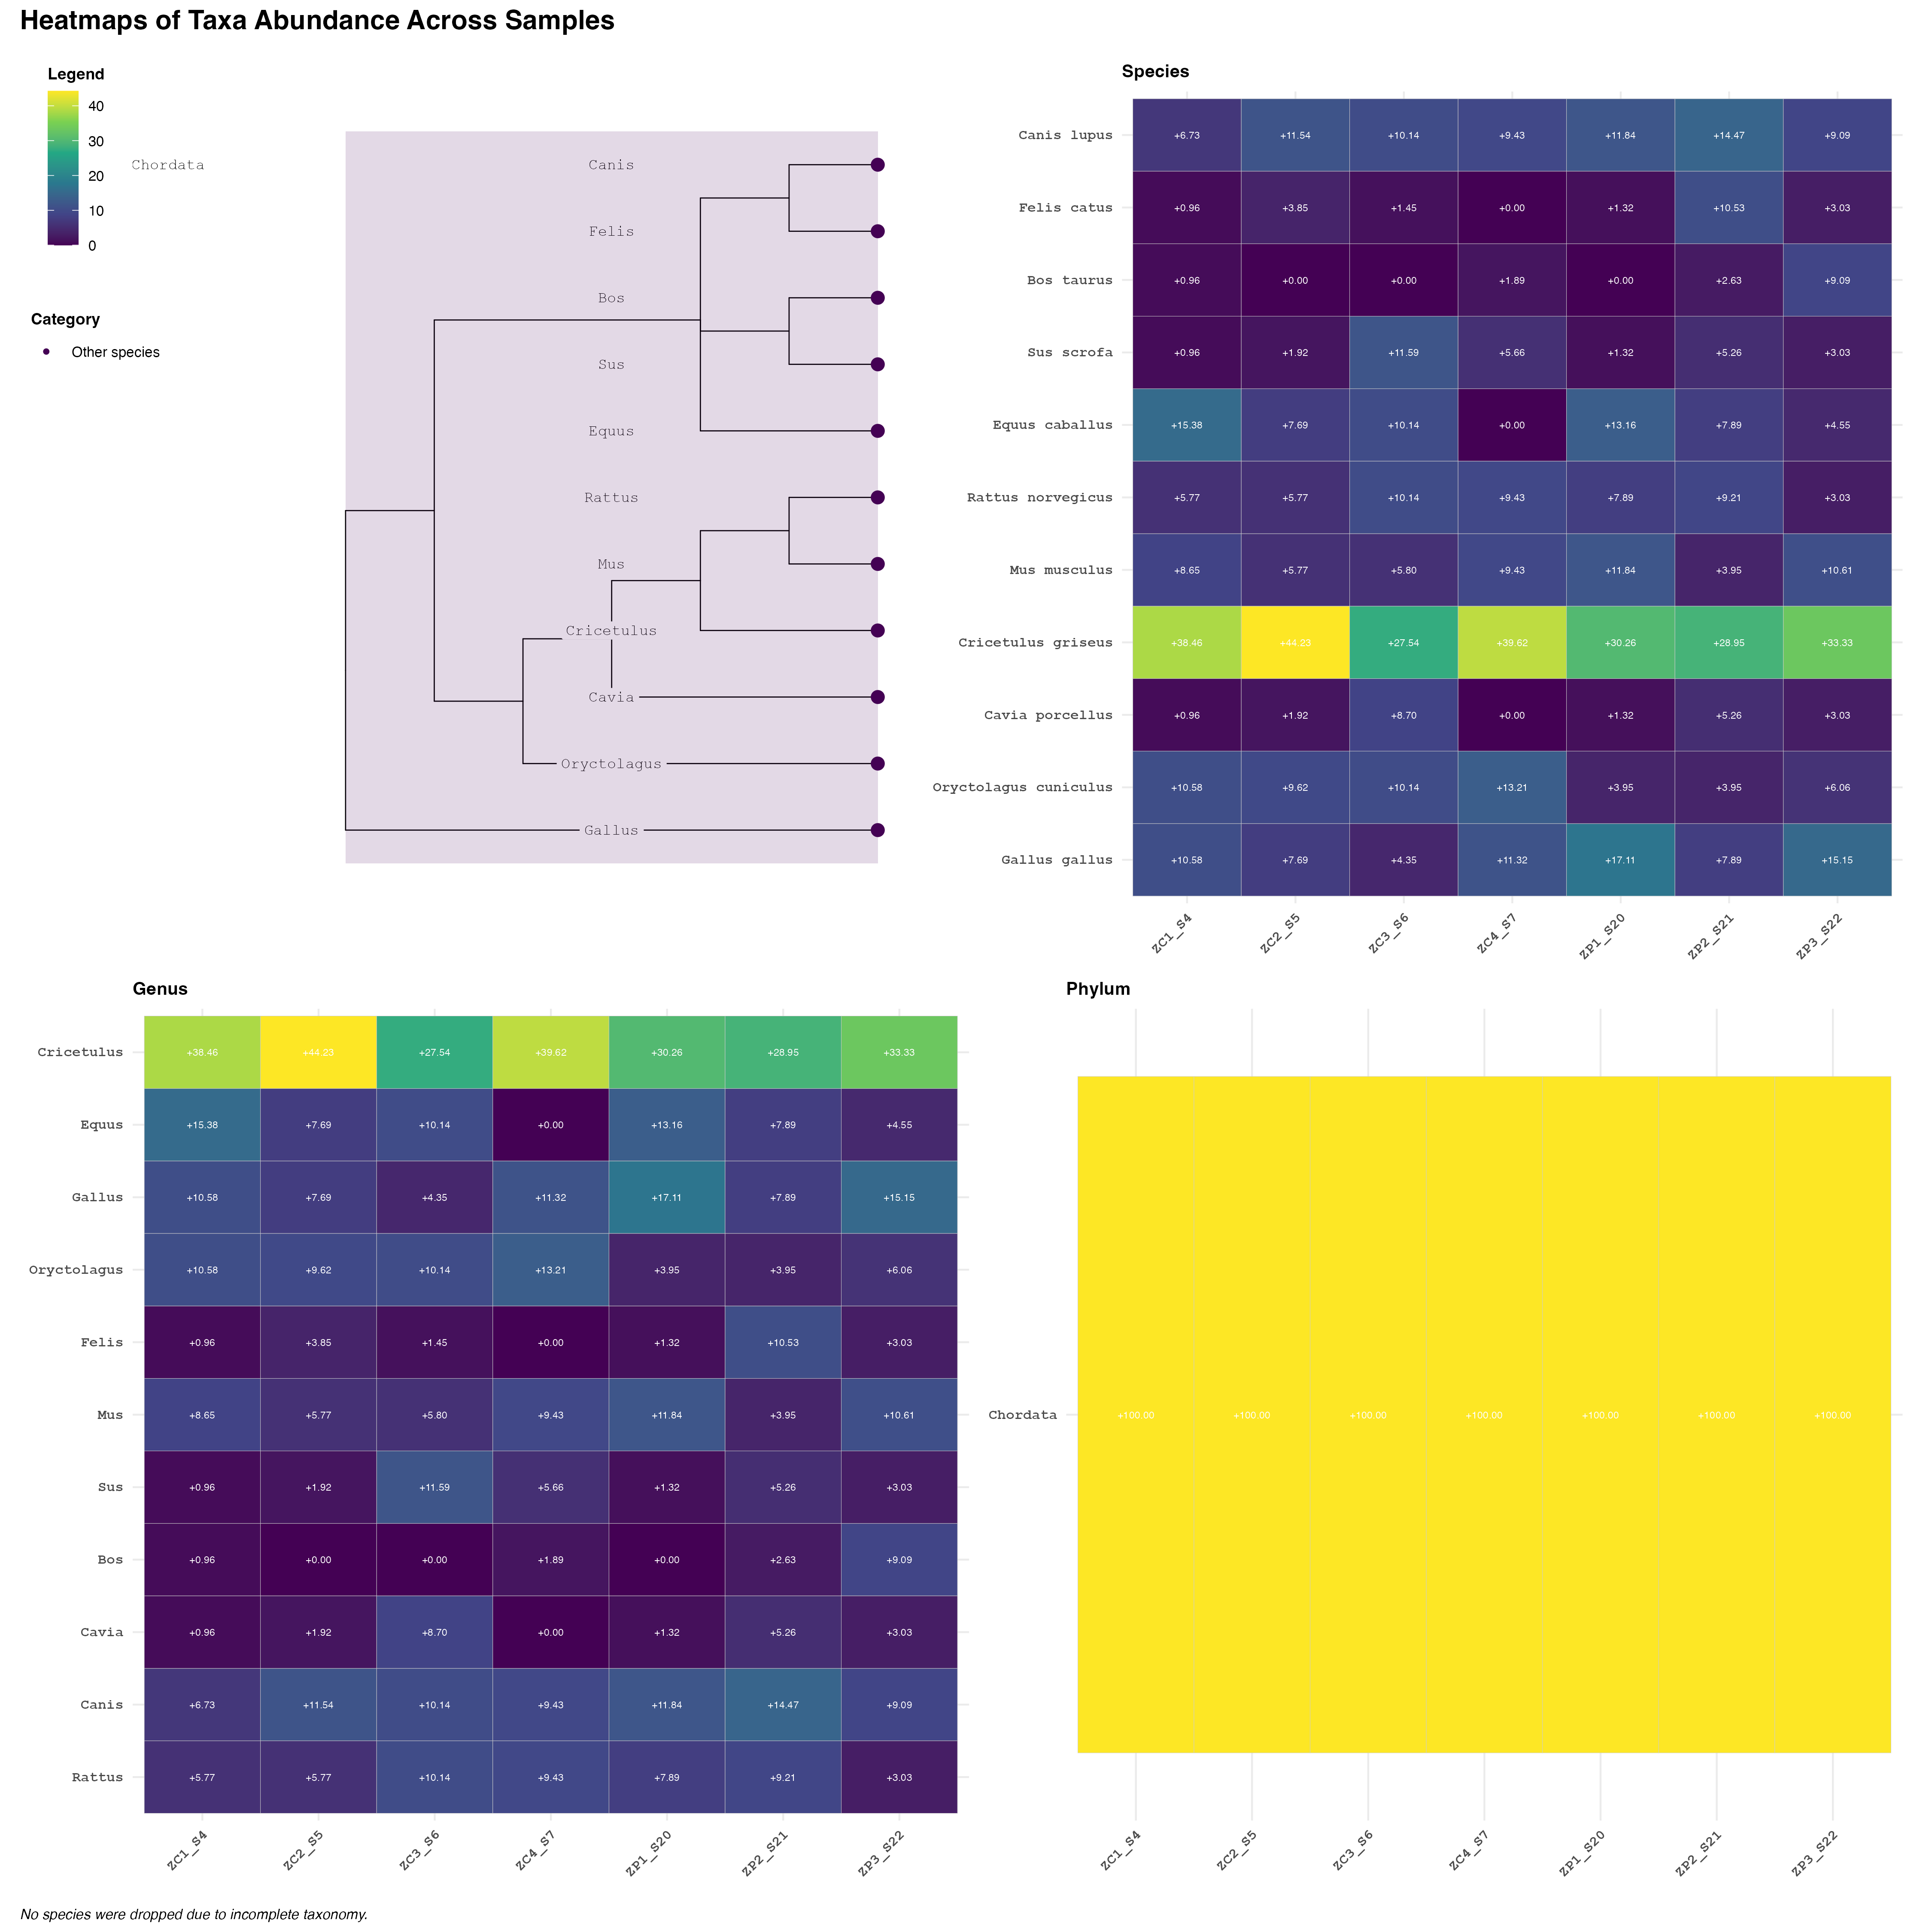 Heatmaps of Taxa Abundance Across Samples
Legend
40
30
20
10
0
Category
Other species
Chordata
Canis
Felis
Bos
Sus
Equus
Rattus
Mus
Cricetulus
Cavia
Oryctolagus
Gallus
Species
Canis lupus +6.73 +11.54 +10.14 +9.43 +11.84 +14.47 +9.09
Felis catus +0.96 +3.85 +1.45 +0.00 +1.32 +10.53 +3.03
Bos taurus +0.96 +0.00 +0.00 +1.89 +0.00 +2.63 +9.09
Sus scrofa +0.96 +1.92 +11.59 +5.66 +1.32 +5.26 +3.03
Equus caballus +15.38 +7.69 +10.14 +0.00 +13.16 +7.89 +4.55
Rattus norvegicus +5.77 +5.77 +10.14 +9.43 +7.89 +9.21 +3.03
Mus musculus +8.65 +5.77 +5.80 +9.43 +11.84 +3.95 +10.61
Cricetulus griseus +38.46 +44.23 +27.54 +39.62 +30.26 +28.95 +33.33
Cavia porcellus +0.96 +1.92 +8.70 +0.00 +1.32 +5.26 +3.03
Oryctolagus cuniculus +10.58 +9.62 +10.14 +13.21 +3.95 +3.95 +6.06
Gallus gallus +10.58 +7.69 +4.35 +11.32 +17.11 +7.89 +15.15
ZC1_S4 ZC2_S5 ZC3_S6 ZC4_S7 ZP1_S20 ZP2_S21 ZP3_S22
Genus
Cricetulus +38.46 +44.23 +27.54 +39.62 +30.26 +28.95 +33.33
Equus +15.38 +7.69 +10.14 +0.00 +13.16 +7.89 +4.55
Gallus +10.58 +7.69 +4.35 +11.32 +17.11 +7.89 +15.15
Oryctolagus +10.58 +9.62 +10.14 +13.21 +3.95 +3.95 +6.06
Felis +0.96 +3.85 +1.45 +0.00 +1.32 +10.53 +3.03
Mus +8.65 +5.77 +5.80 +9.43 +11.84 +3.95 +10.61
Sus +0.96 +1.92 +11.59 +5.66 +1.32 +5.26 +3.03
Bos +0.96 +0.00 +0.00 +1.89 +0.00 +2.63 +9.09
Cavia +0.96 +1.92 +8.70 +0.00 +1.32 +5.26 +3.03
Canis +6.73 +11.54 +10.14 +9.43 +11.84 +14.47 +9.09
Rattus +5.77 +5.77 +10.14 +9.43 +7.89 +9.21 +3.03
ZC1_S4 ZC2_S5 ZC3_S6 ZC4_S7 ZP1_S20 ZP2_S21 ZP3_S22
Phylum
Chordata +100.00 +100.00 +100.00 +100.00 +100.00 +100.00 +100.00
ZC1_S4 ZC2_S5 ZC3_S6 ZC4_S7 ZP1_S20 ZP2_S21 ZP3_S22
No species were dropped due to incomplete taxonomy.